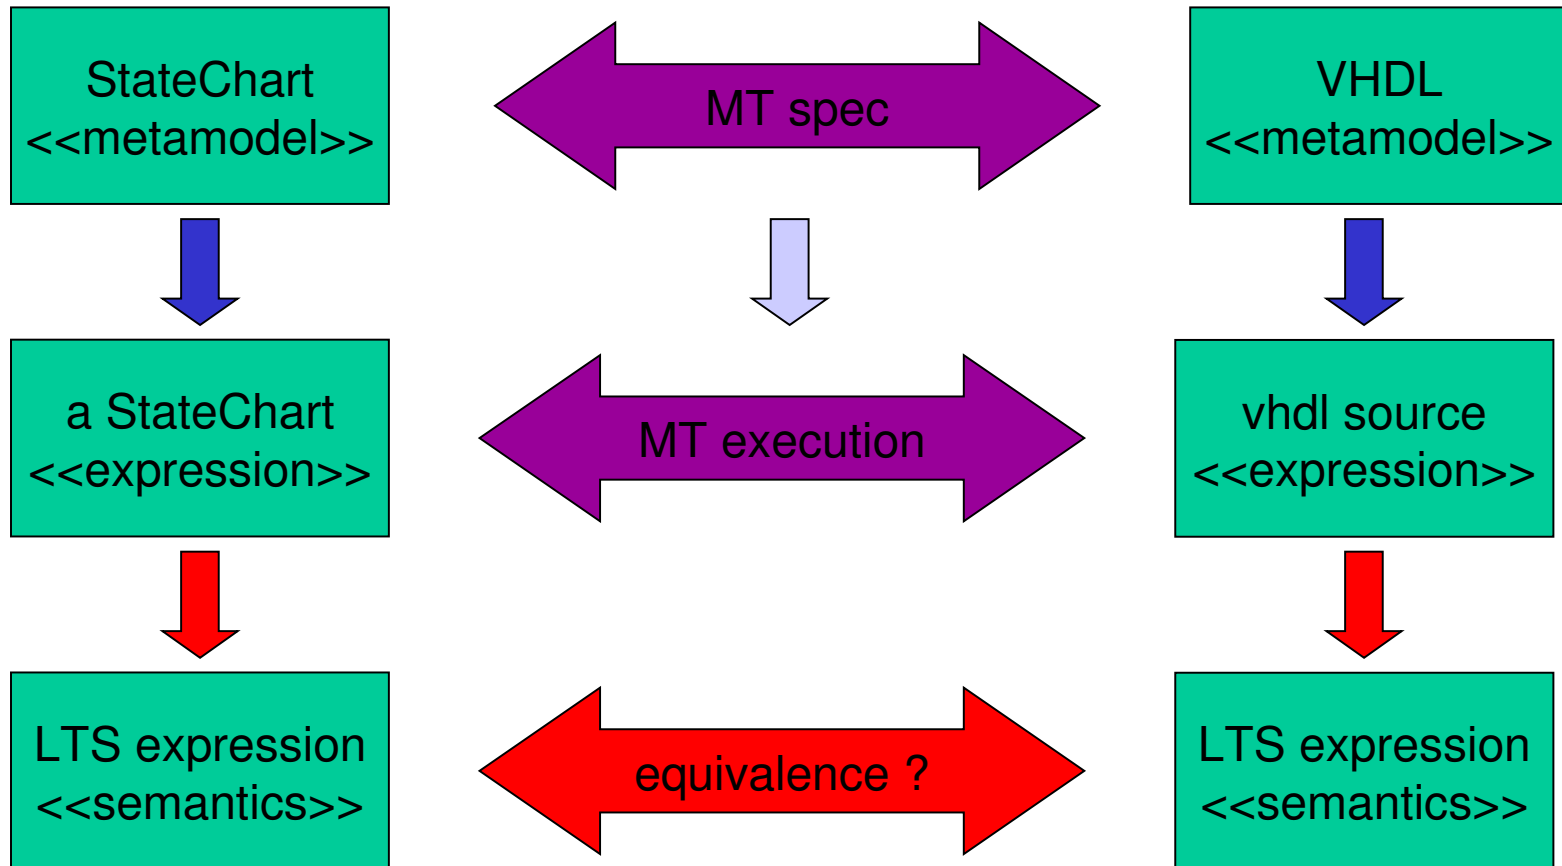 StateChart
<<metamodel>>
MT spec
VHDL
<<metamodel>>
a StateChart
<<expression>>
MT execution
vhdl source
<<expression>>
LTS expression
<<semantics>>
equivalence ?
LTS expression
<<semantics>>